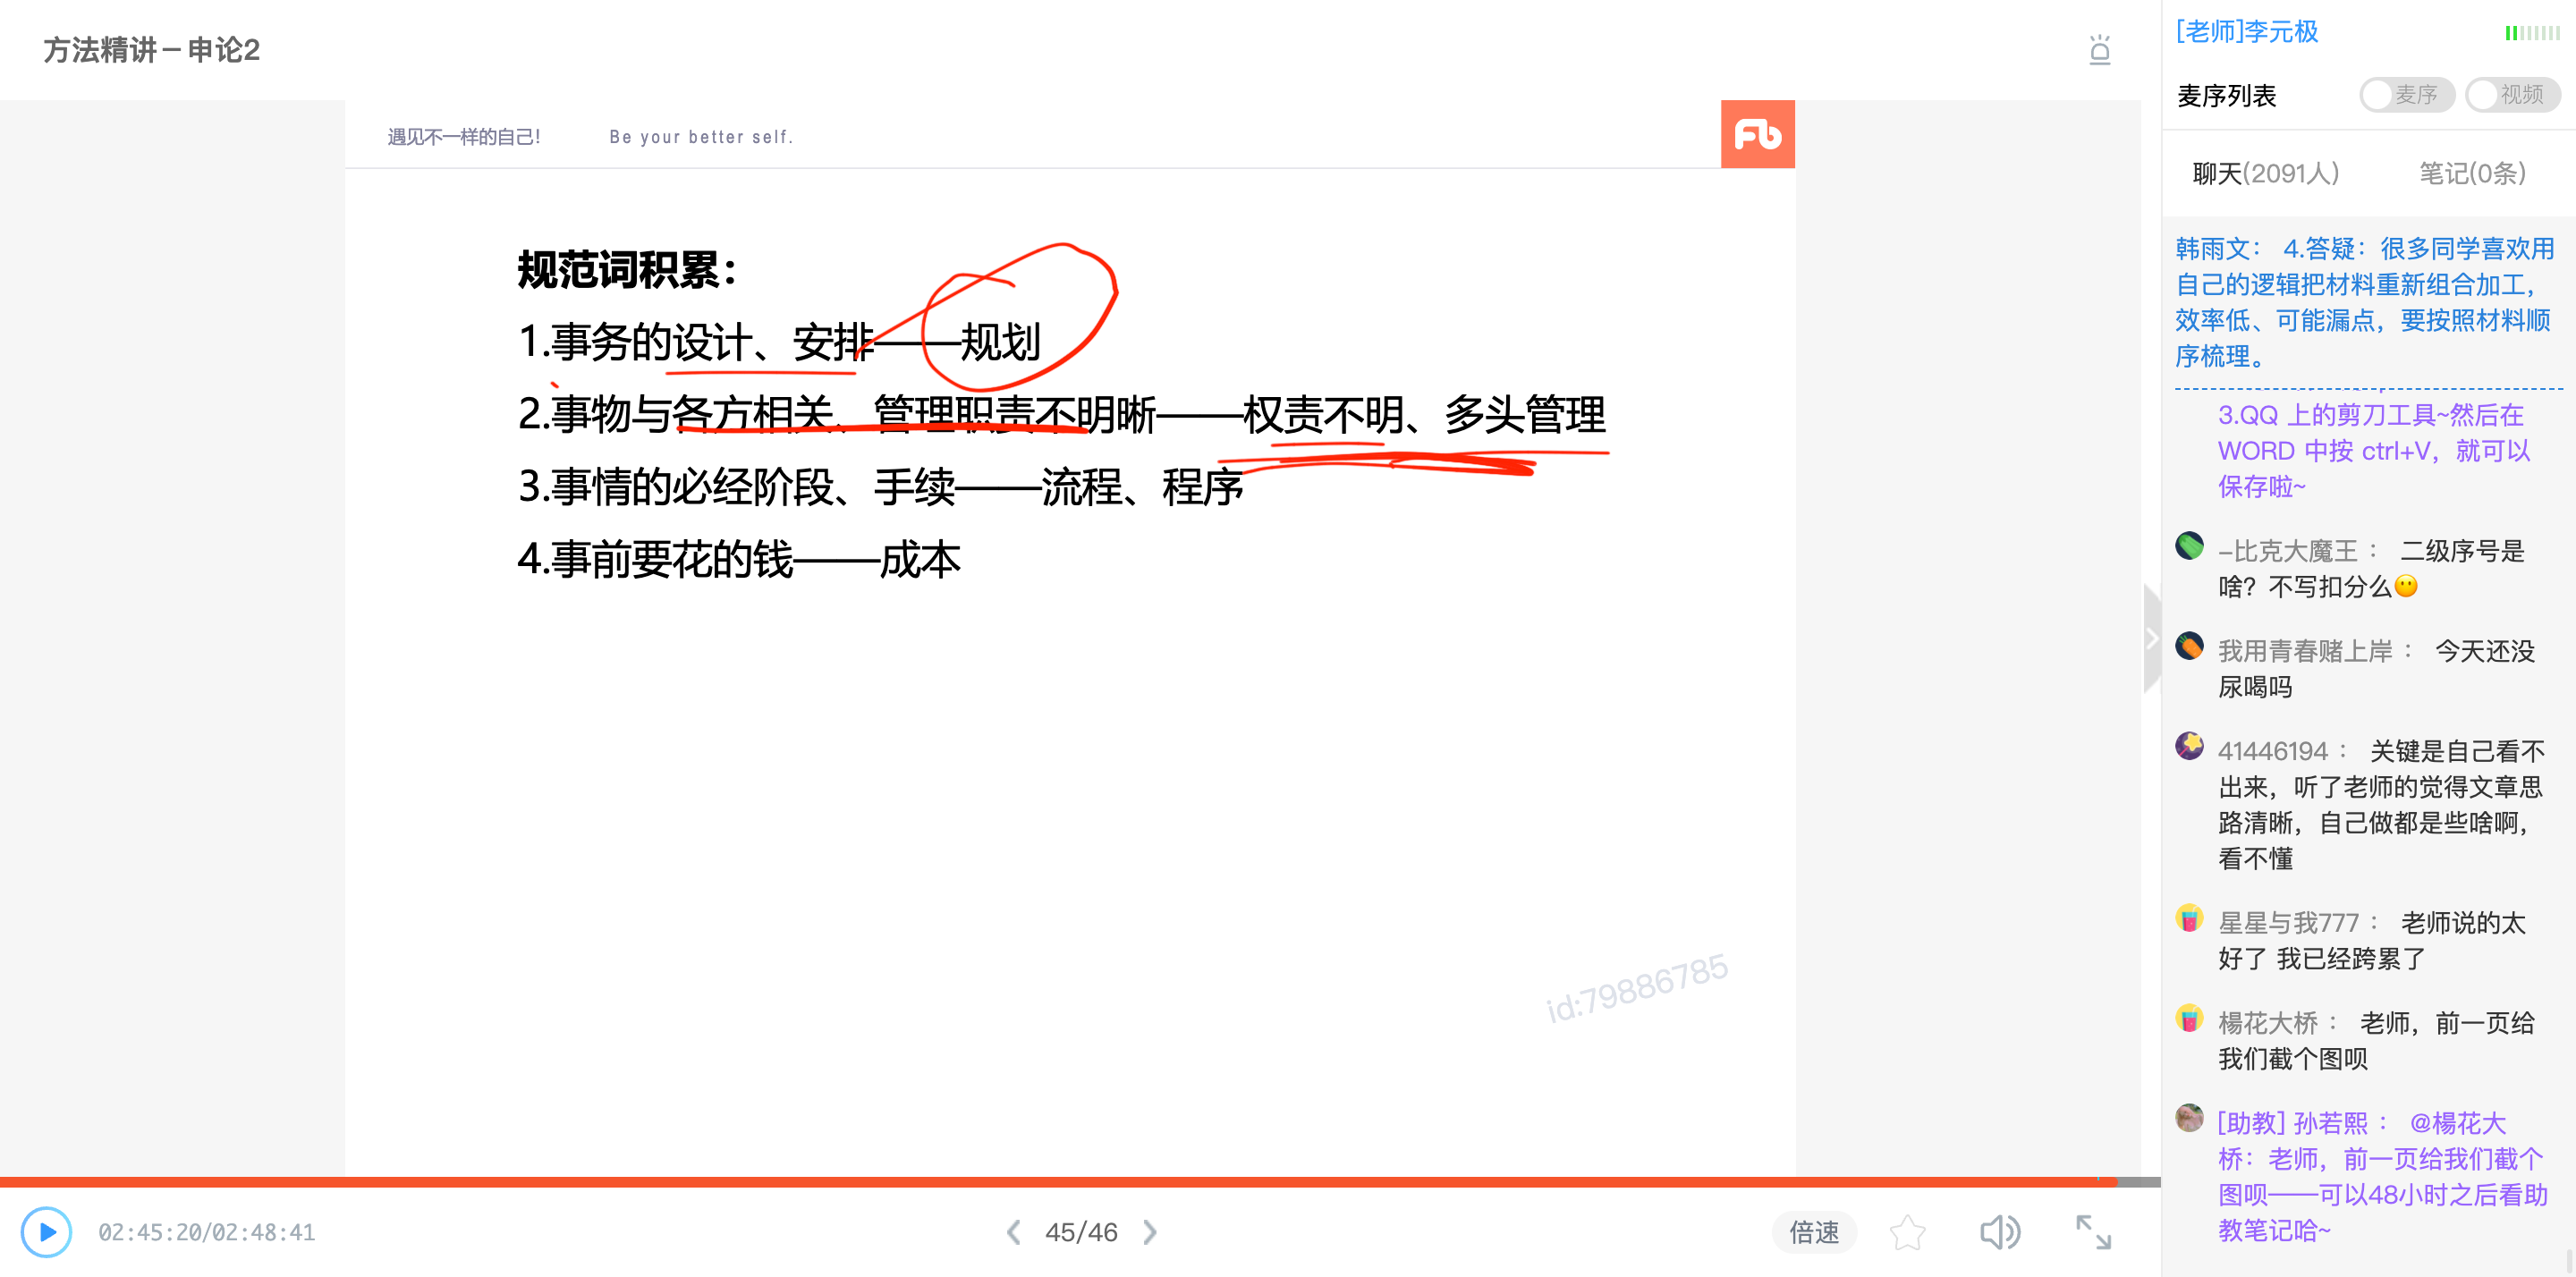 方法精讲－申论2
遇见不一样的自己！ Be your better self.
Fb
规范词积累：
1.事务的设计、安排——规划
2.事物与各方相关、管理职责不明晰——权责不明、多头管理
3.事情的必经阶段、手续——流程、程序
4.事前要花的钱——成本
id:79886785
02:45:20/02:48:41
45/46
倍速
[老师]李元极
麦序列表 麦序 视频
聊天(2091人) 笔记(0条)
韩雨文： 4.答疑：很多同学喜欢用
自己的逻辑把材料重新组合加工，
效率低、可能漏点，要按照材料顺
序梳理。
3.QQ 上的剪刀工具~然后在
WORD 中按 ctrl+V，就可以
保存啦~
–比克大魔王： 二级序号是
啥？不写扣分么😶
我用青春赌上岸： 今天还没
尿喝吗
41446194： 关键是自己看不
出来，听了老师的觉得文章思
路清晰，自己做都是些啥啊，
看不懂
星星与我777： 老师说的太
好了 我已经跨累了
楊花大桥： 老师，前一页给
我们截个图呗
[助教] 孙若熙： @楊花大
桥：老师，前一页给我们截个
图呗——可以48小时之后看助
教笔记哈~